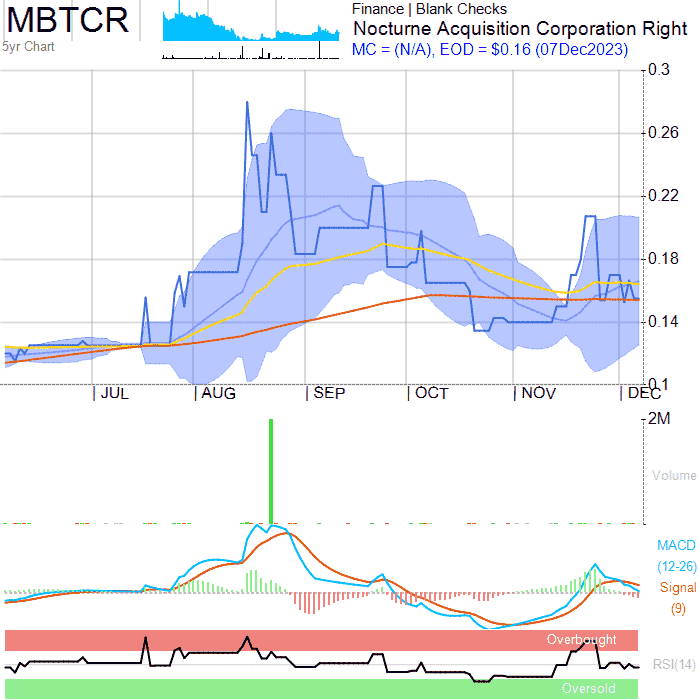 MBTCR
5yr Chart
Finance | Blank Checks
Nocturne Acquisition Corporation Right
MC = (N/A), EOD = $0.16 (07Dec2023)
0.3
0.26
0.22
0.18
0.14
0.1
JUL AUG SEP OCT NOV DEC
2M
Volume
MACD
(12-26)
Signal
(9)
Overbought
RSI(14)
Oversold